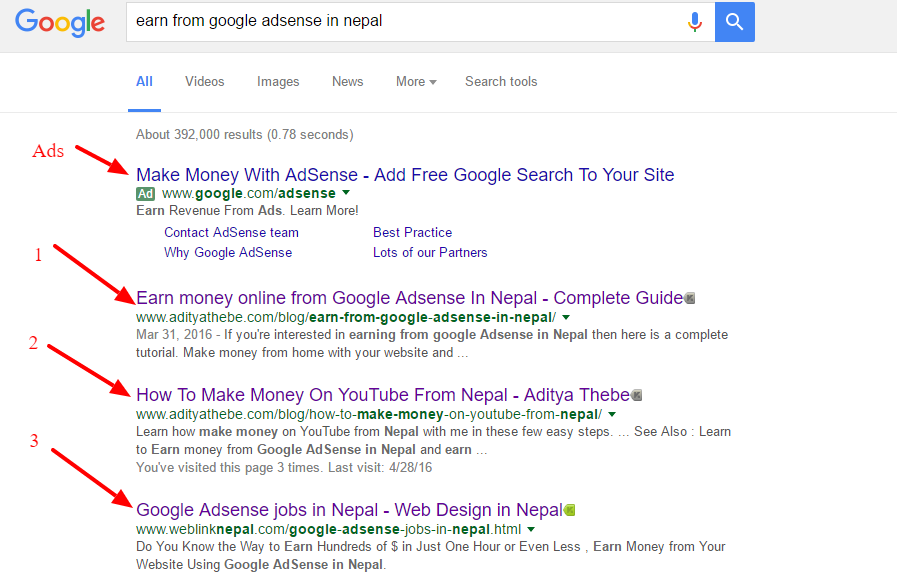 Google
earn from google adsense in nepal
All Videos Images News More Search tools
About 392,000 results (0.78 seconds)
Ads
Make Money With AdSense - Add Free Google Search To Your Site
Ad www.google.com/adsense
Earn Revenue From Ads. Learn More!
Contact AdSense team Best Practice
Why Google AdSense Lots of our Partners
1
Earn money online from Google Adsense In Nepal - Complete Guide
www.adityathebe.com/blog/earn-from-google-adsense-in-nepal/
Mar 31, 2016 - If you're interested in earning from google Adsense in Nepal then here is a complete
tutorial. Make money from home with your website and ...
2
How To Make Money On YouTube From Nepal - Aditya Thebe
www.adityathebe.com/blog/how-to-make-money-on-youtube-from-nepal/
Learn how make money on YouTube from Nepal with me in these few easy steps. ... See Also : Learn
to Earn money from Google AdSense in Nepal and earn ...
You've visited this page 3 times. Last visit: 4/28/16
3
Google Adsense jobs in Nepal - Web Design in Nepal
www.weblinknepal.com/google-adsense-jobs-in-nepal.html
Do You Know the Way to Earn Hundreds of $ in Just One Hour or Even Less , Earn Money from Your
Website Using Google AdSense in Nepal.